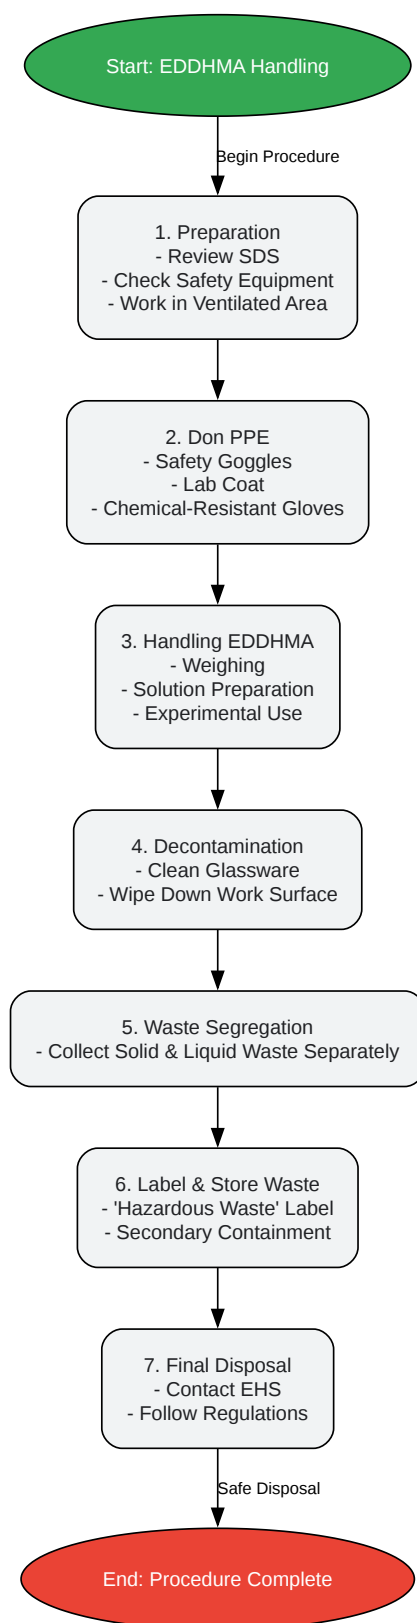 Start: EDDHMA Handling
Begin Procedure
1. Preparation
- Review SDS
- Check Safety Equipment
- Work in Ventilated Area
2. Don PPE
- Safety Goggles
- Lab Coat
- Chemical-Resistant Gloves
3. Handling EDDHMA
- Weighing
- Solution Preparation
- Experimental Use
4. Decontamination
- Clean Glassware
- Wipe Down Work Surface
5. Waste Segregation
- Collect Solid & Liquid Waste Separately
6. Label & Store Waste
- 'Hazardous Waste' Label
- Secondary Containment
7. Final Disposal
- Contact EHS
- Follow Regulations
Safe Disposal
End: Procedure Complete